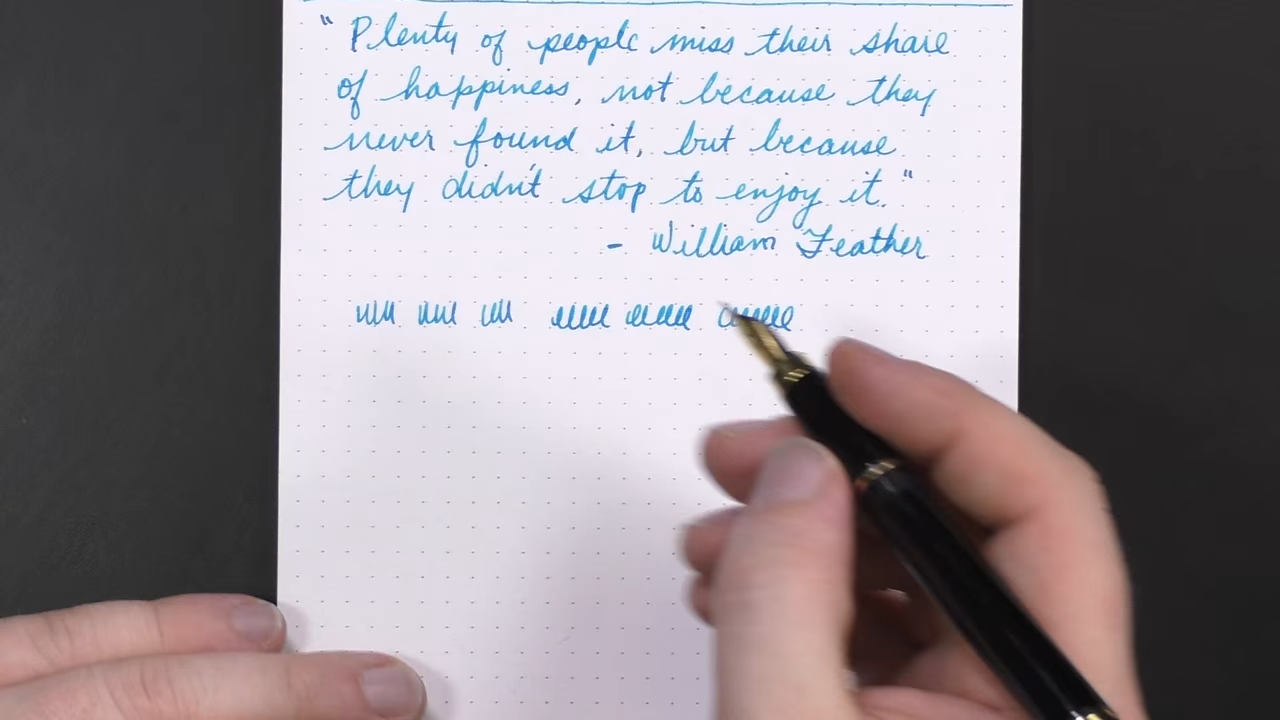 "Plenty of people miss their share
of happiness, not because they
never found it, but because
they didn't stop to enjoy it."
- William Feather